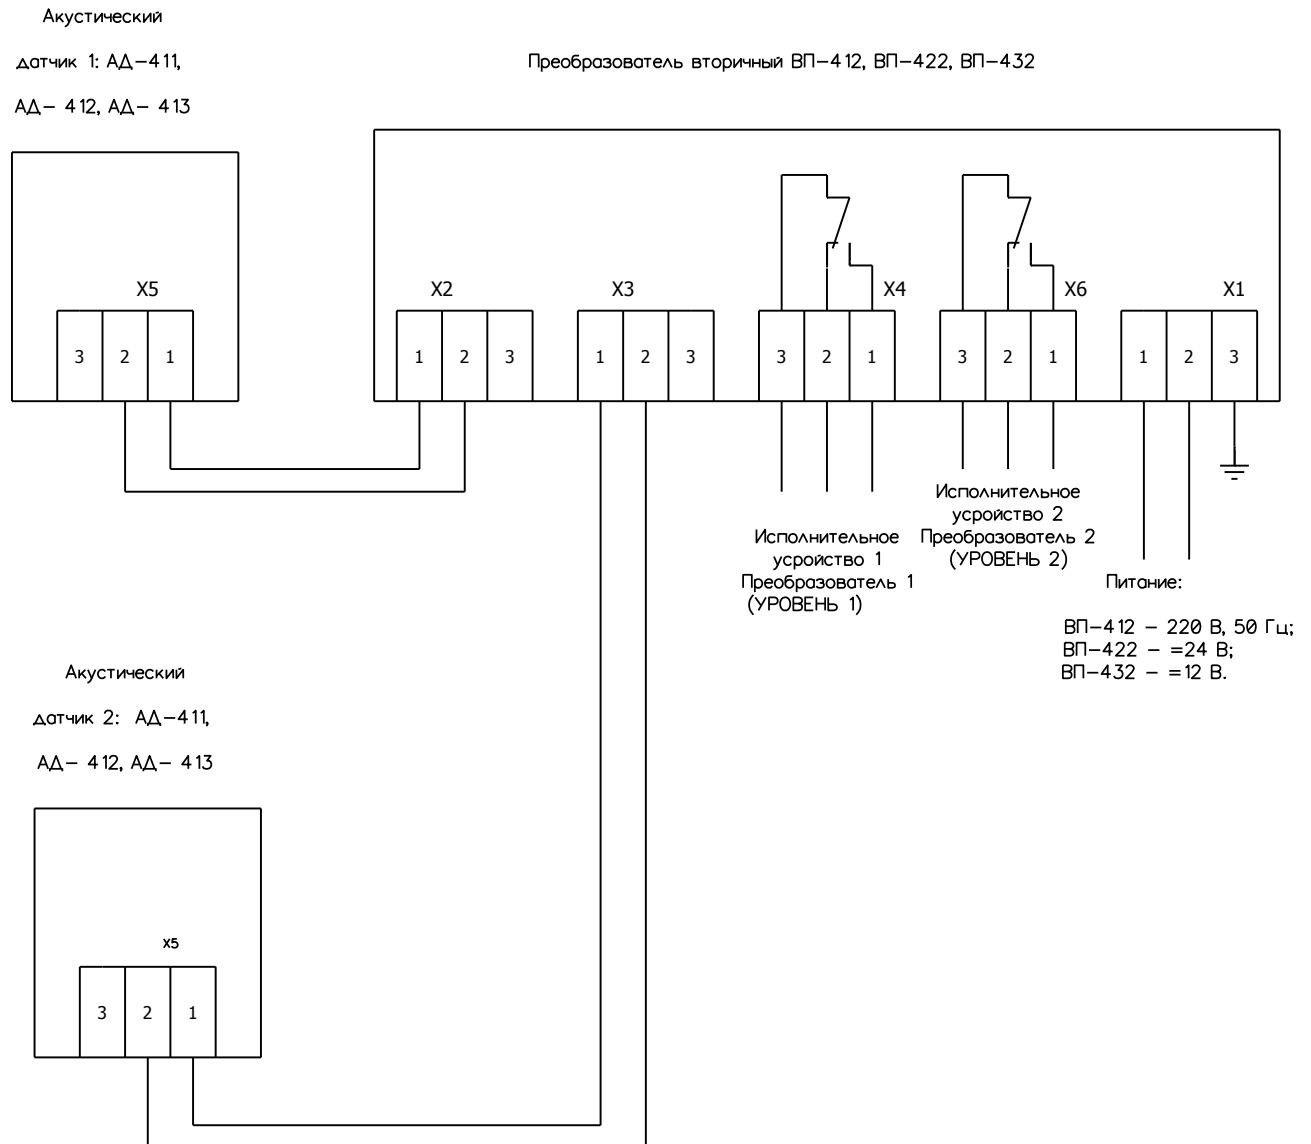 Акустический
датчик 1: АД-411,
АД- 412, АД- 413
Преобразователь вторичный ВП-412, ВП-422, ВП-432
X5
3 2 1
X2
1 2 3
X3
1 2 3
X4
3 2 1
X6
3 2 1
X1
1 2 3
Исполнительное
усройство 1
Преобразователь 1
(УРОВЕНЬ 1)
Исполнительное
усройство 2
Преобразователь 2
(УРОВЕНЬ 2)
Питание:
ВП-412 - 220 В, 50 Гц;
ВП-422 - =24 В;
ВП-432 - =12 В.
Акустический
датчик 2: АД-411,
АД- 412, АД- 413
X5
3 2 1